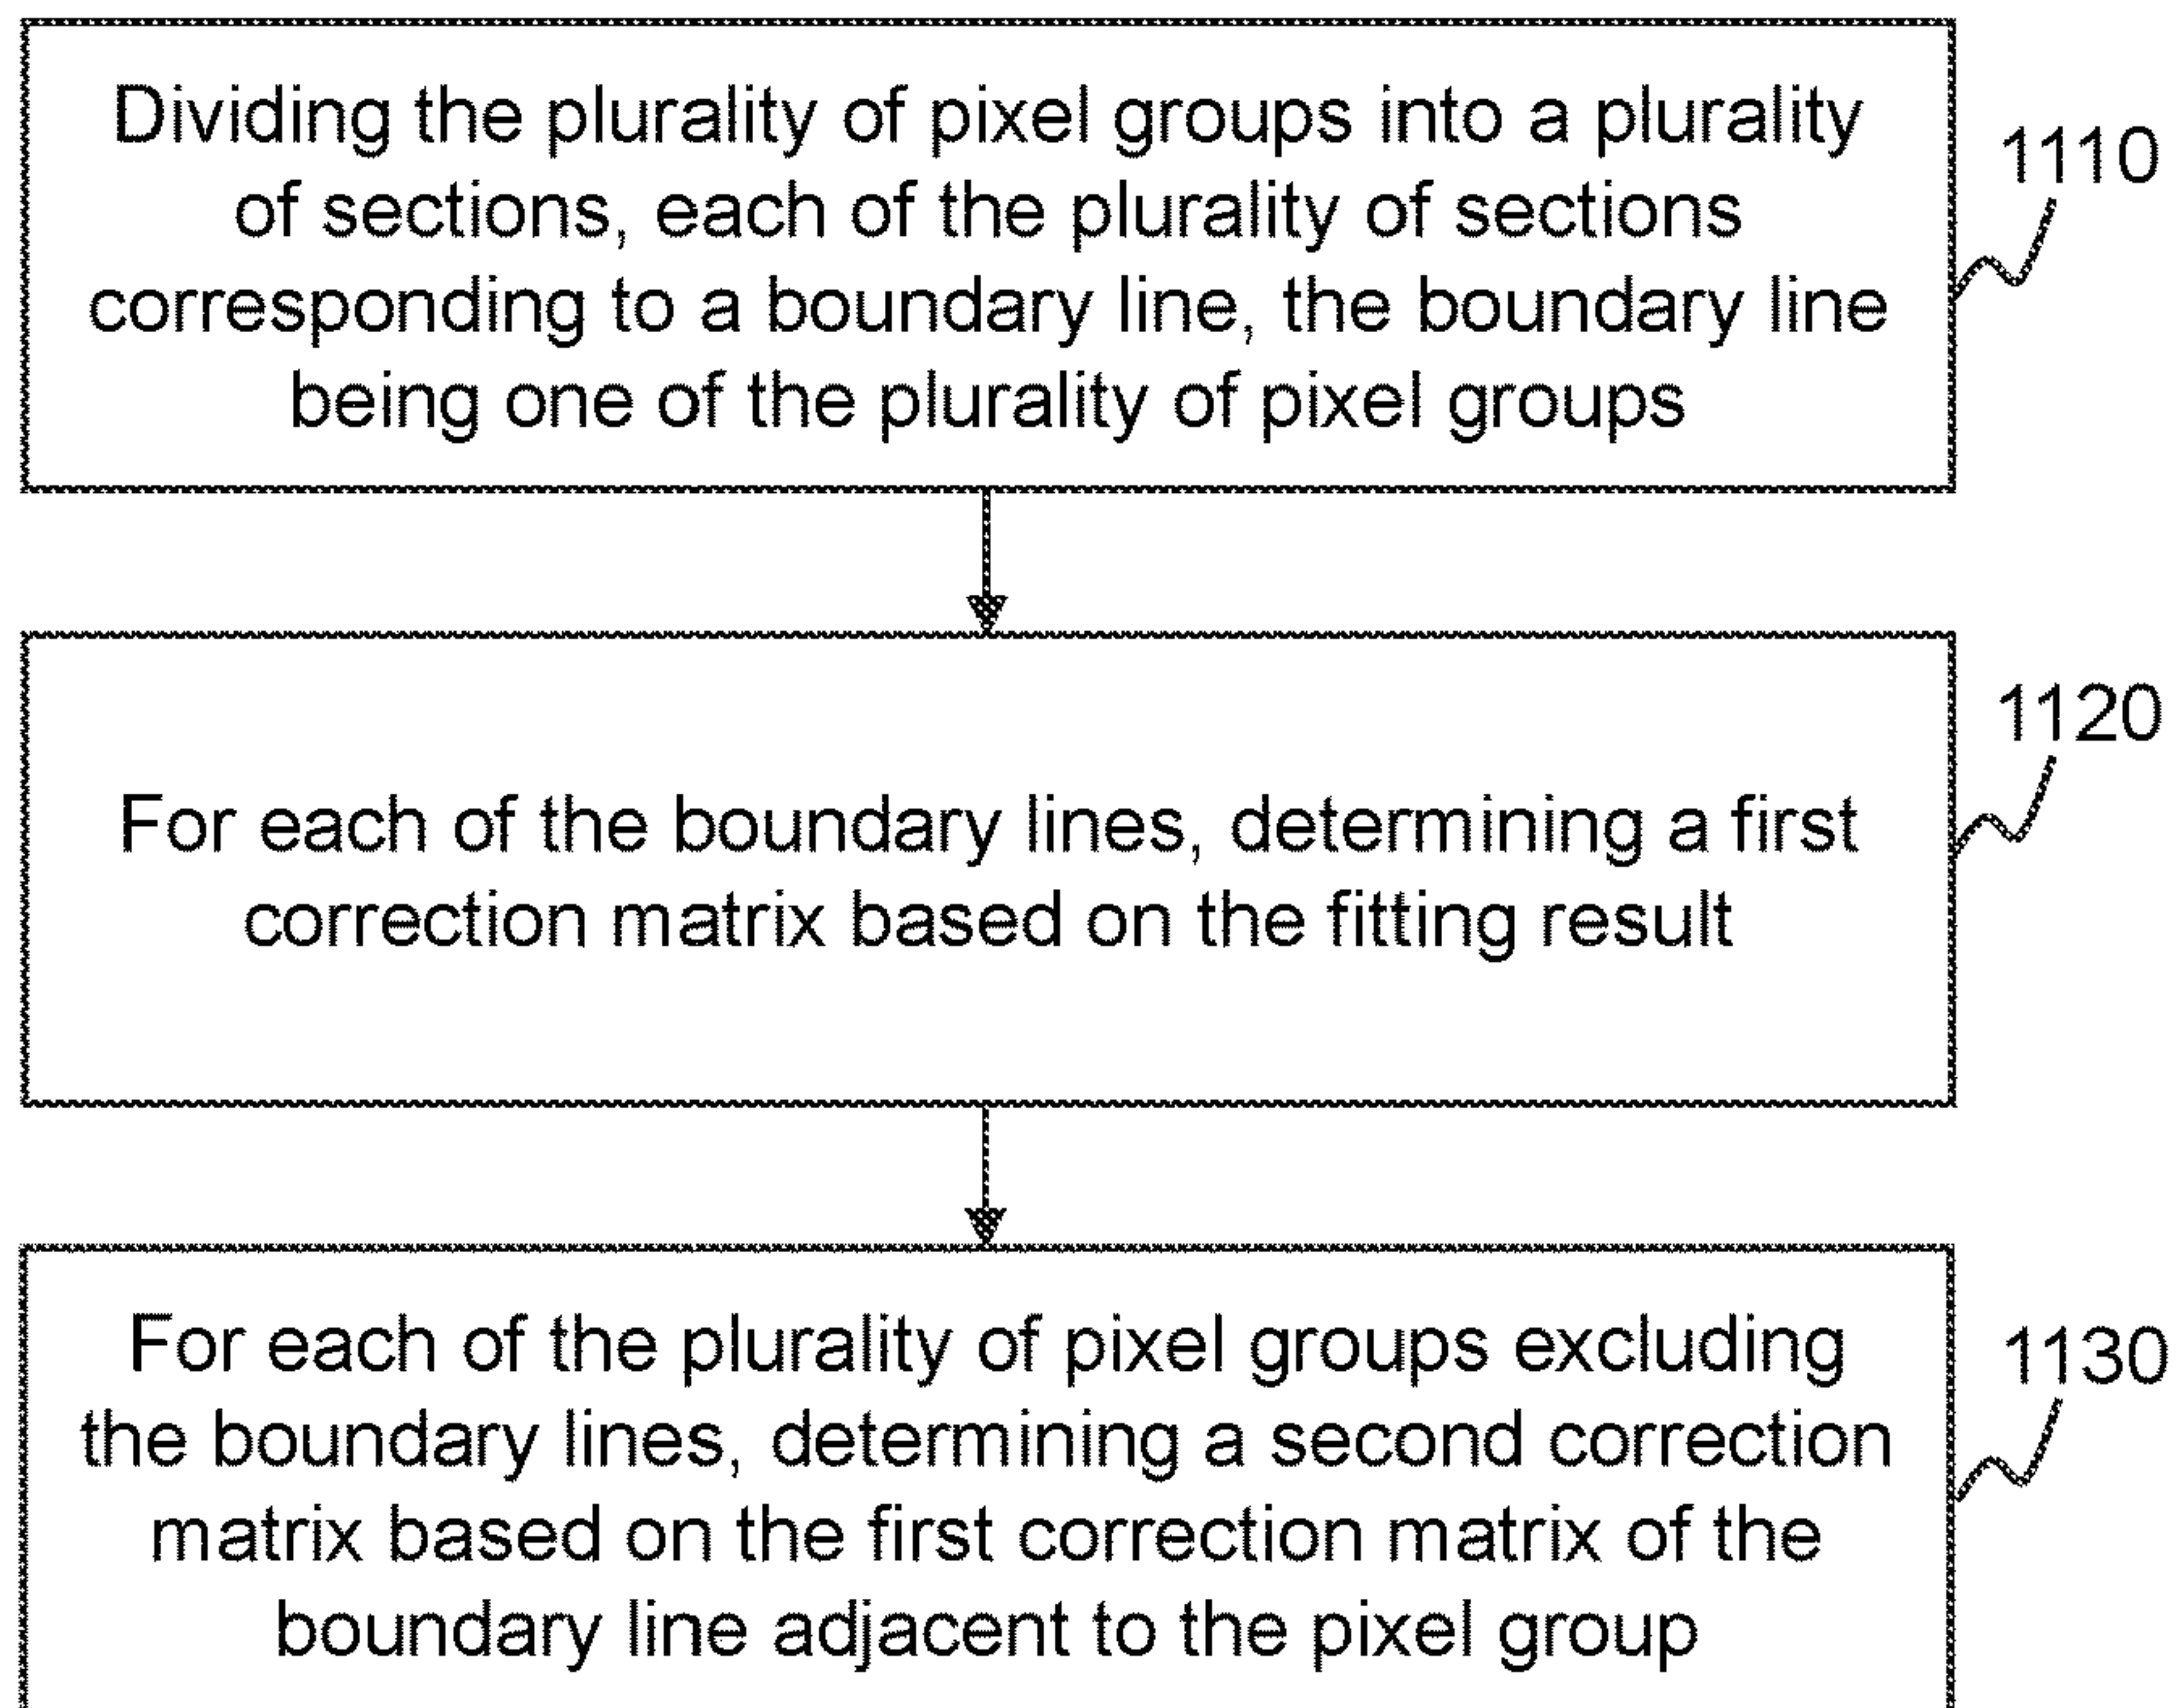 Dividing the plurality of pixel groups into a plurality
of sections, each of the plurality of sections
corresponding to a boundary line, the boundary line
being one of the plurality of pixel groups
1110
For each of the boundary lines, determining a first
correction matrix based on the fitting result
1120
For each of the plurality of pixel groups excluding
the boundary lines, determining a second correction
matrix based on the first correction matrix of the
boundary line adjacent to the pixel group
1130